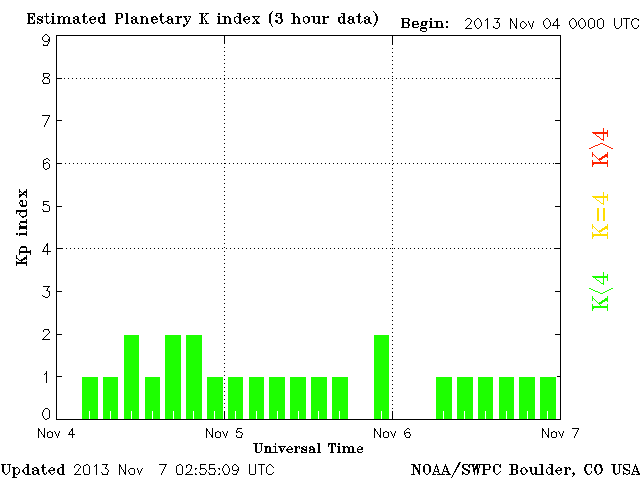 Estimated Planetary K index (3 hour data) Begin: 2013 Nov 04 0000 UTC
9
8
7
6
5
4
3
2
1
0
Kp index
K>4
K=4
K<4
Nov 4 Nov 5 Nov 6 Nov 7
Universal Time
Updated 2013 Nov 7 02:55:09 UTC NOAA/SWPC Boulder, CO USA